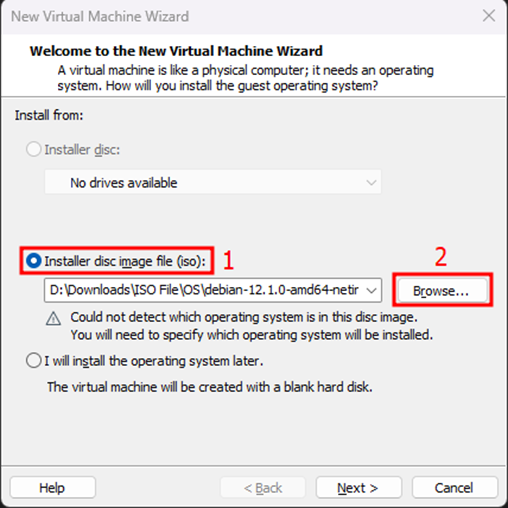 New Virtual Machine Wizard
Welcome to the New Virtual Machine Wizard
A virtual machine is like a physical computer; it needs an operating
system. How will you install the guest operating system?
Install from:
Installer disc:
No drives available
Installer disc image file (iso):
1
2
D:\Downloads\ISO File\OS\debian-12.1.0-amd64-netir
Browse...
Could not detect which operating system is in this disc image.
You will need to specify which operating system will be installed.
I will install the operating system later.
The virtual machine will be created with a blank hard disk.
Help
< Back
Next >
Cancel